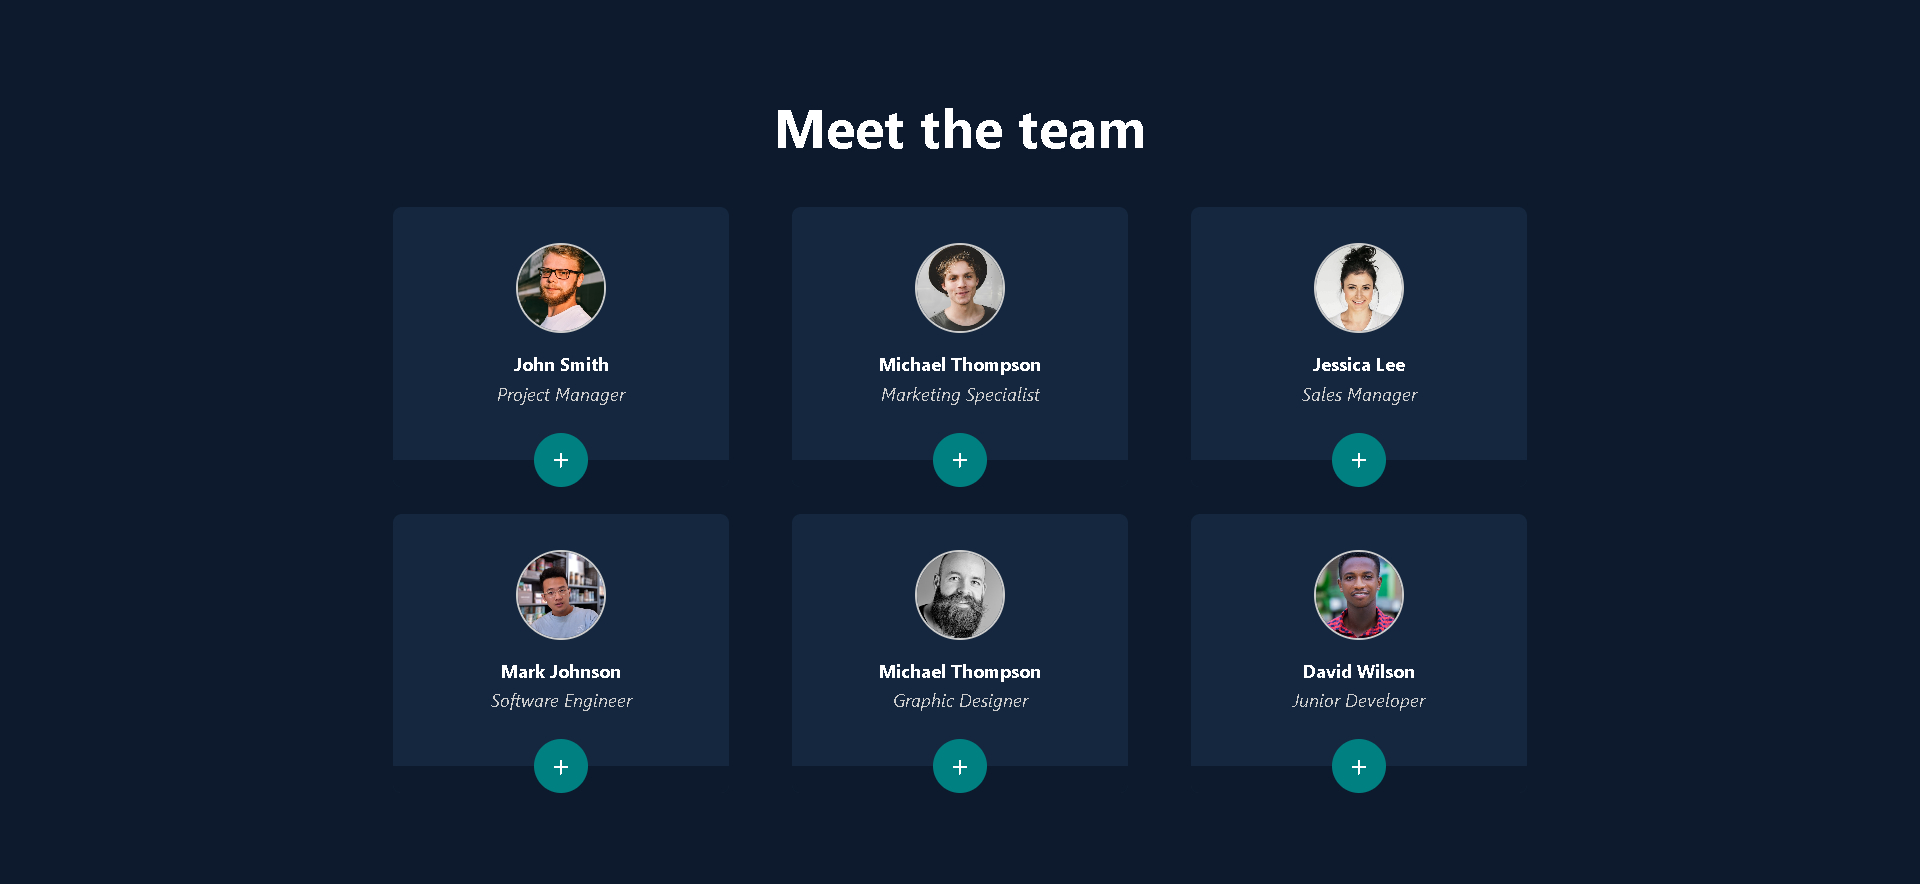 Meet the team
John Smith
Project Manager
+
Michael Thompson
Marketing Specialist
+
Jessica Lee
Sales Manager
+
Mark Johnson
Software Engineer
+
Michael Thompson
Graphic Designer
+
David Wilson
Junior Developer
+